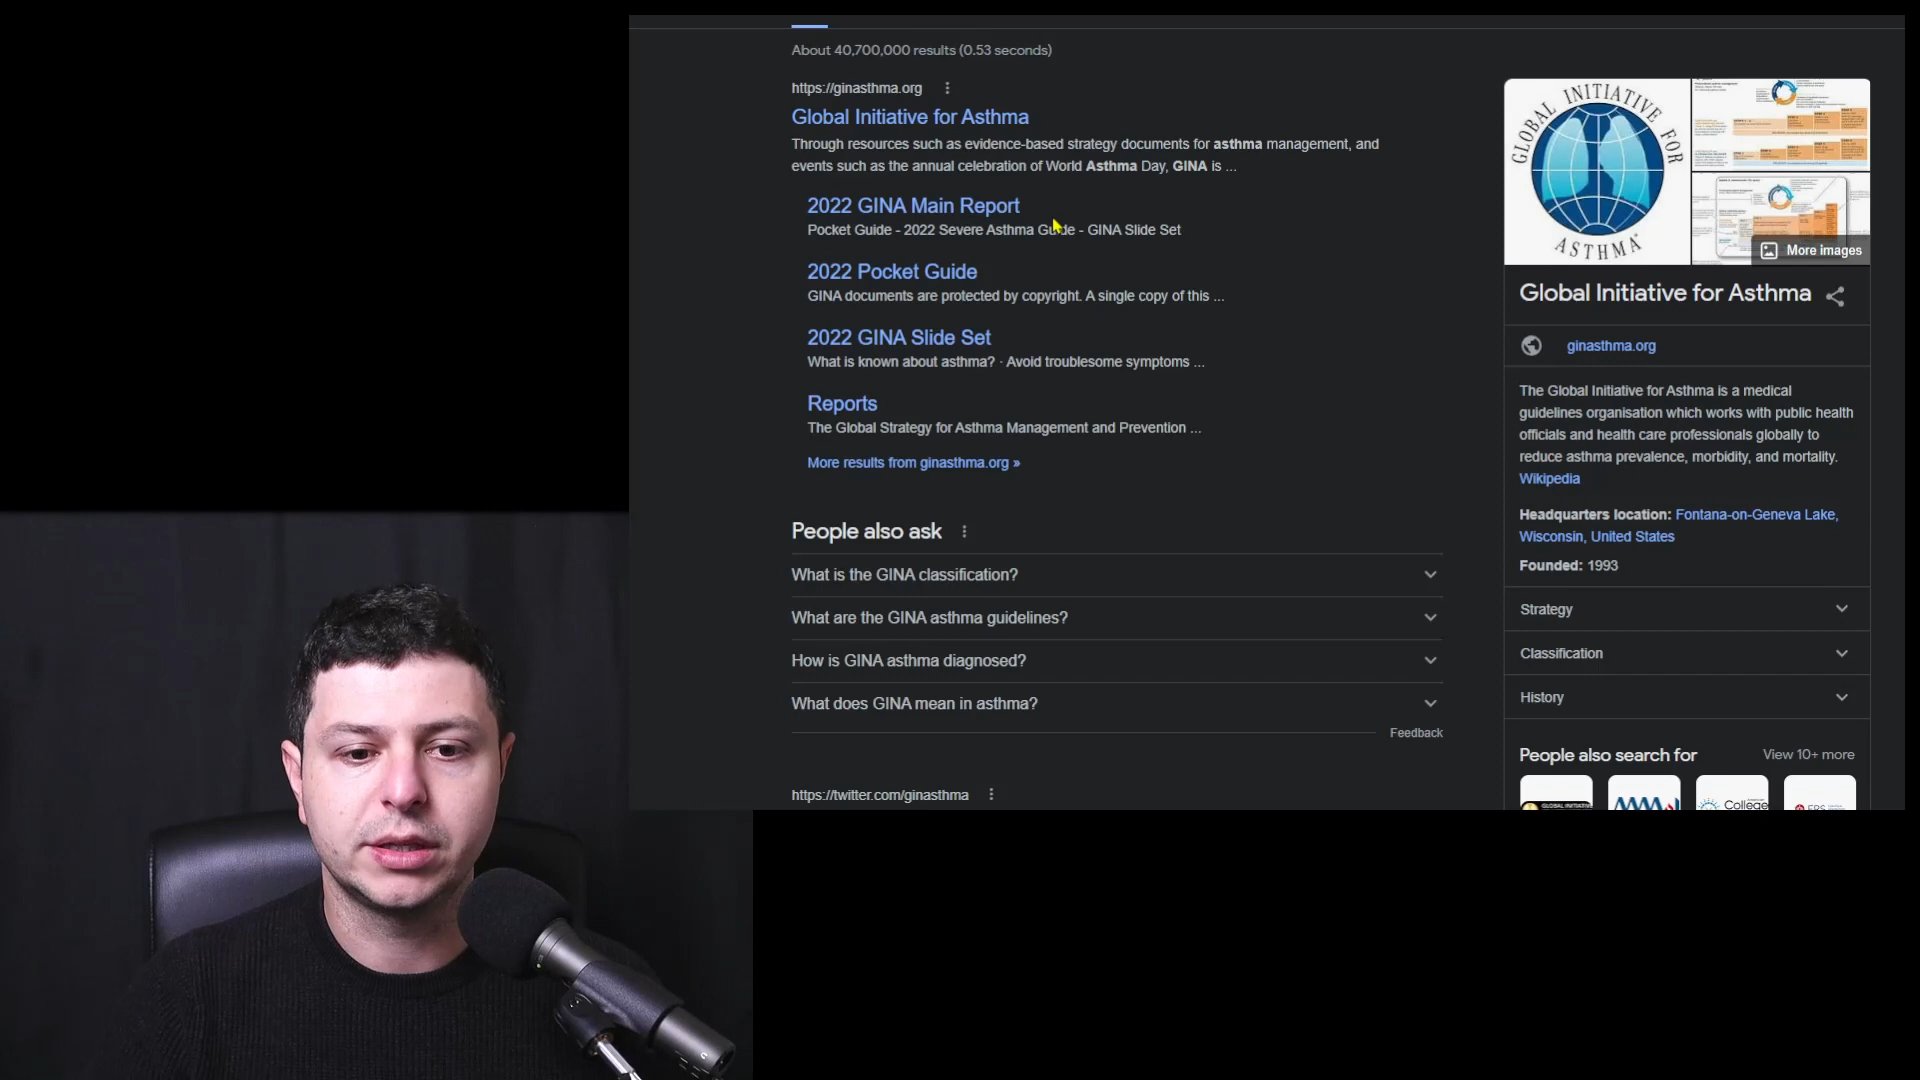 About 40,700,000 results (0.53 seconds)
https://ginasthma.org
Global Initiative for Asthma
Through resources such as evidence-based strategy documents for asthma management, and
events such as the annual celebration of World Asthma Day, GINA is ...
2022 GINA Main Report
Pocket Guide - 2022 Severe Asthma Guide - GINA Slide Set
2022 Pocket Guide
GINA documents are protected by copyright. A single copy of this ...
2022 GINA Slide Set
What is known about asthma? · Avoid troublesome symptoms ...
Reports
The Global Strategy for Asthma Management and Prevention ...
More results from ginasthma.org »
People also ask
What is the GINA classification?
What are the GINA asthma guidelines?
How is GINA asthma diagnosed?
What does GINA mean in asthma?
Feedback
https://twitter.com/ginasthma
GLOBAL INITIATIVE FOR
ASTHMA
More images
Global Initiative for Asthma
ginasthma.org
The Global Initiative for Asthma is a medical
guidelines organisation which works with public health
officials and health care professionals globally to
reduce asthma prevalence, morbidity, and mortality.
Wikipedia
Headquarters location: Fontana-on-Geneva Lake,
Wisconsin, United States
Founded: 1993
Strategy
Classification
History
People also search for
View 10+ more
GLOBAL INITIATIVE
College
ERS